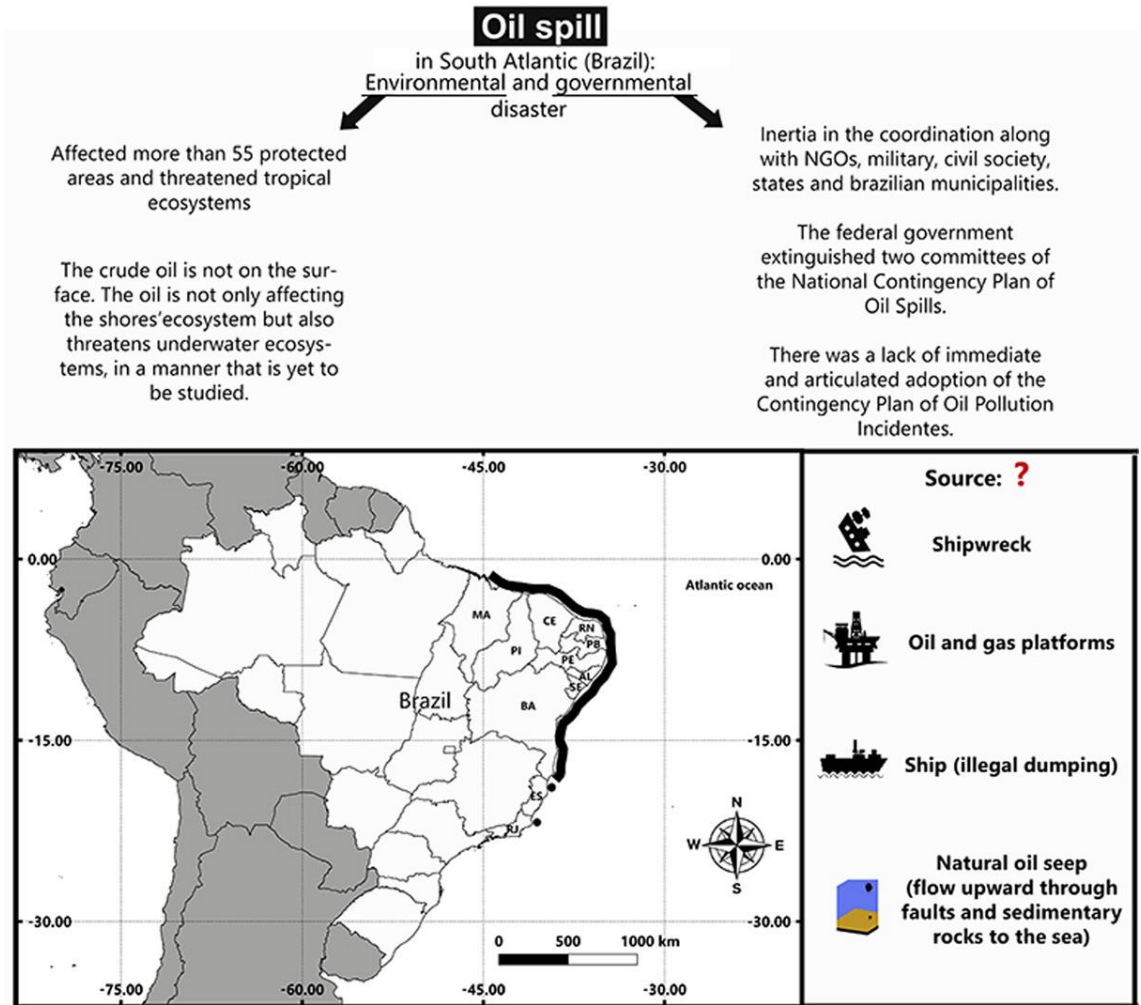 Oil spill
in South Atlantic (Brazil):
Environmental and governmental
disaster
Affected more than 55 protected
areas and threatened tropical
ecosystems
The crude oil is not on the sur-
face. The oil is not only affecting
the shores'ecosystem but also
threatens underwater ecosys-
tems, in a manner that is yet to
be studied.
Inertia in the coordination along
with NGOs, military, civil society,
states and brazilian municipalities.
The federal government
extinguished two committees of
the National Contingency Plan of
Oil Spills.
There was a lack of immediate
and articulated adoption of the
Contingency Plan of Oil Pollution
Incidentes.
-75.00 -60.00 -45.00 -30.00
0.00 0.00
Atlantic ocean
MA
CE
RN
PB
PI
PE
AL
SE
Brazil
BA
-15.00 -15.00
ES
RJ
N
W E
S
-30.00 -30.00
0 500 1000 km
-75.00 -60.00 -45.00 -30.00
Source: ?
Shipwreck
Oil and gas platforms
Ship (illegal dumping)
Natural oil seep
(flow upward through
faults and sedimentary
rocks to the sea)